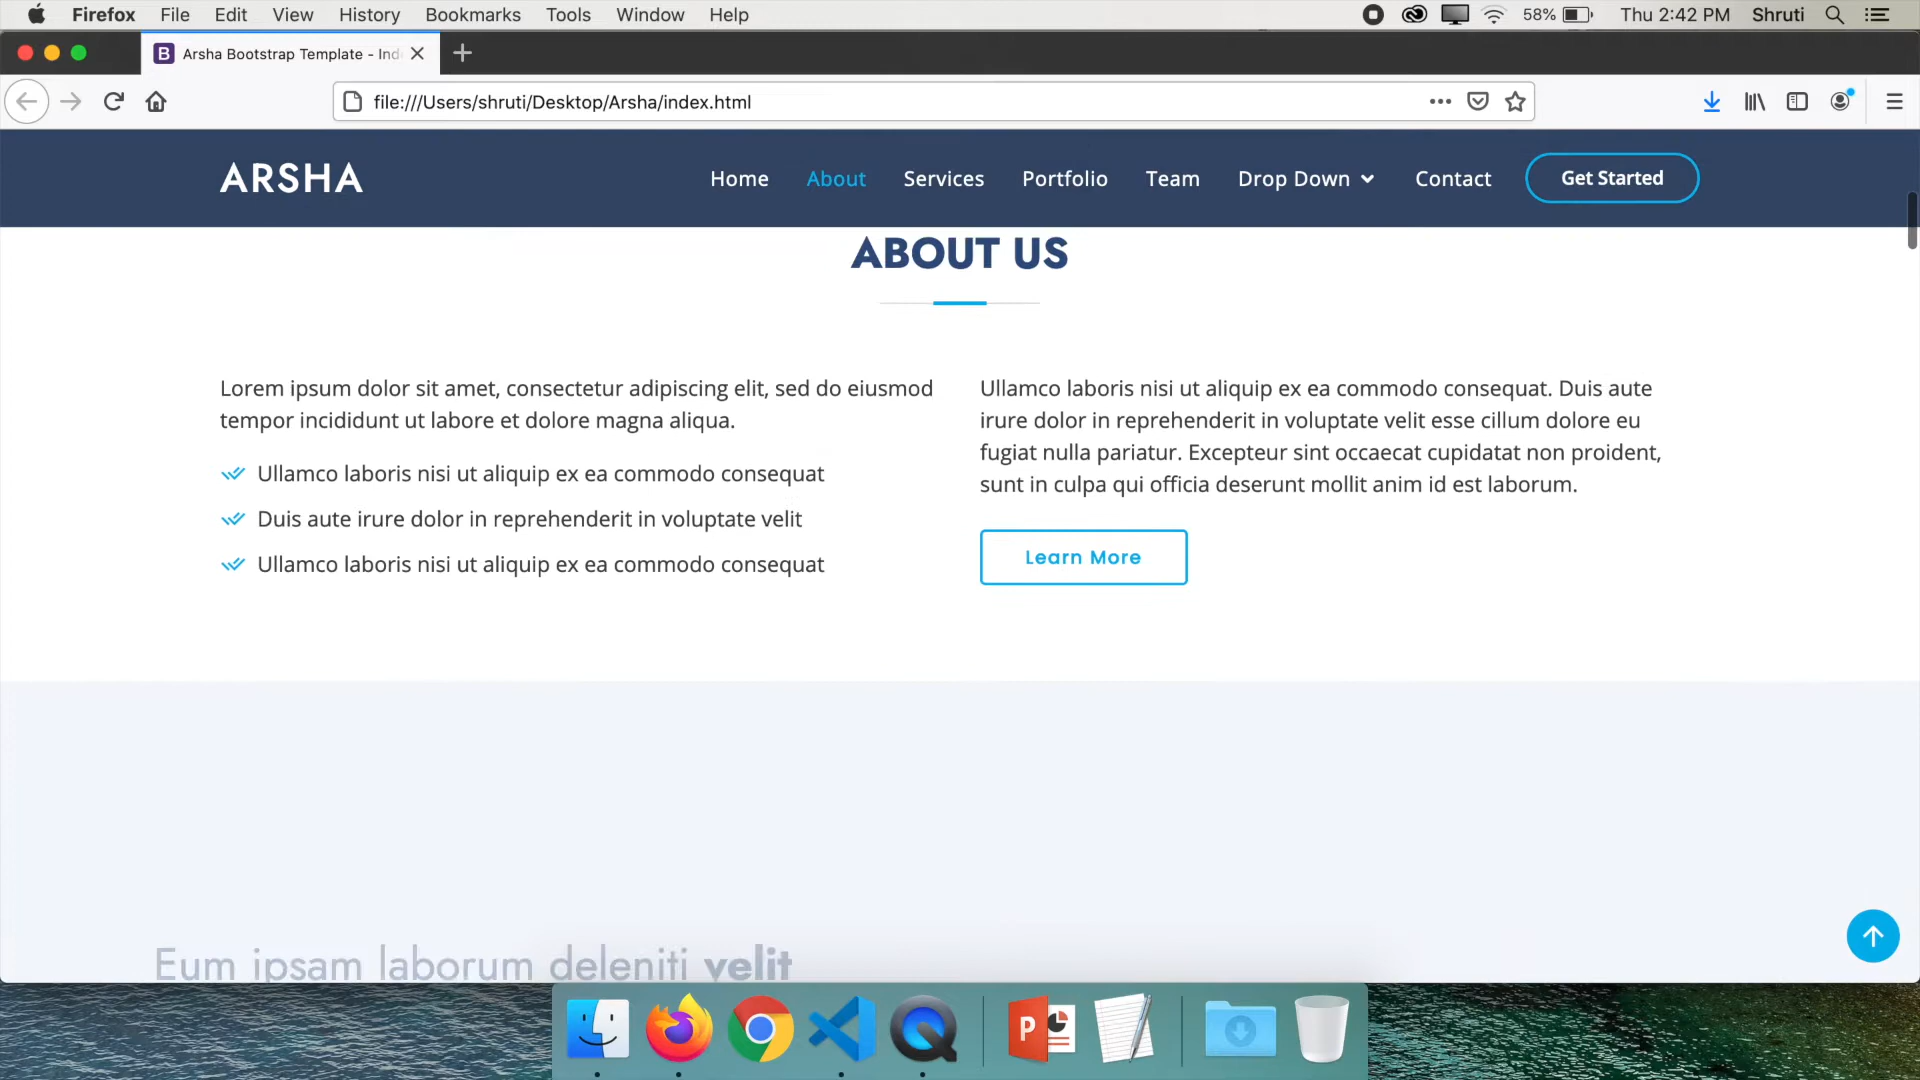 Firefox File Edit View History Bookmarks Tools Window Help 58% Thu 2:42 PM Shruti
B Arsha Bootstrap Template - Ind
file:///Users/shruti/Desktop/Arsha/index.html
ARSHA Home About Services Portfolio Team Drop Down Contact Get Started
ABOUT US
Lorem ipsum dolor sit amet, consectetur adipiscing elit, sed do eiusmod
tempor incididunt ut labore et dolore magna aliqua.
Ullamco laboris nisi ut aliquip ex ea commodo consequat
Duis aute irure dolor in reprehenderit in voluptate velit
Ullamco laboris nisi ut aliquip ex ea commodo consequat
Ullamco laboris nisi ut aliquip ex ea commodo consequat. Duis aute
irure dolor in reprehenderit in voluptate velit esse cillum dolore eu
fugiat nulla pariatur. Excepteur sint occaecat cupidatat non proident,
sunt in culpa qui officia deserunt mollit anim id est laborum.
Learn More
Eum ipsam laborum deleniti velit
P